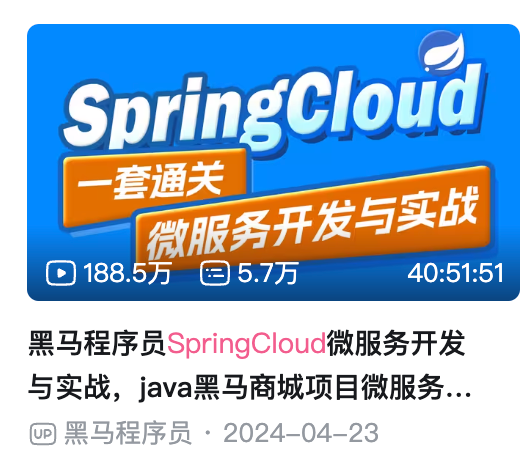 SpringCloud
一套通关
微服务开发与实战
188.5万 5.7万 40:51:51
黑马程序员SpringCloud微服务开发
与实战，java黑马商城项目微服务…
UP 黑马程序员 · 2024-04-23